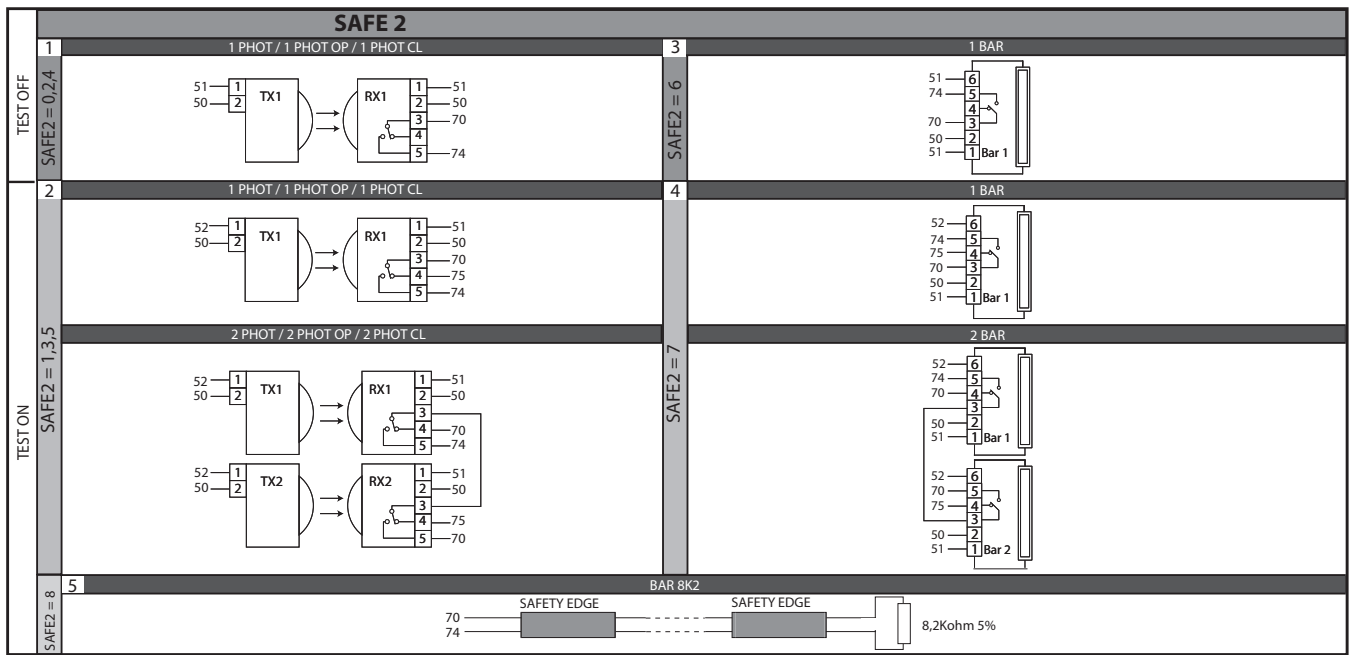 SAFE 2
TEST OFF
SAFE2 = 0,2,4
1 1 PHOT / 1 PHOT OP / 1 PHOT CL
51 1 TX1 RX1 1 51
50 2 2 50
3 70
4
5 74
SAFE2 = 6
3 1 BAR
51 6
74 5
4
70 3
50 2
51 1 Bar 1
TEST ON
SAFE2 = 1,3,5
2 1 PHOT / 1 PHOT OP / 1 PHOT CL
52 1 TX1 RX1 1 51
50 2 2 50
3 70
4 75
5 74
2 PHOT / 2 PHOT OP / 2 PHOT CL
52 1 TX1 RX1 1 51
50 2 2 50
3
4 70
5 74
52 1 TX2 RX2 1 51
50 2 2 50
3
4 75
5 70
SAFE2 = 7
4 1 BAR
52 6
74 5
75 4
70 3
50 2
51 1 Bar 1
2 BAR
52 6
74 5
70 4
3
50 2
51 1 Bar 1
52 6
70 5
75 4
3
50 2
51 1 Bar 2
SAFE2 = 8
5 BAR 8K2
SAFETY EDGE SAFETY EDGE
70
74
8,2Kohm 5%